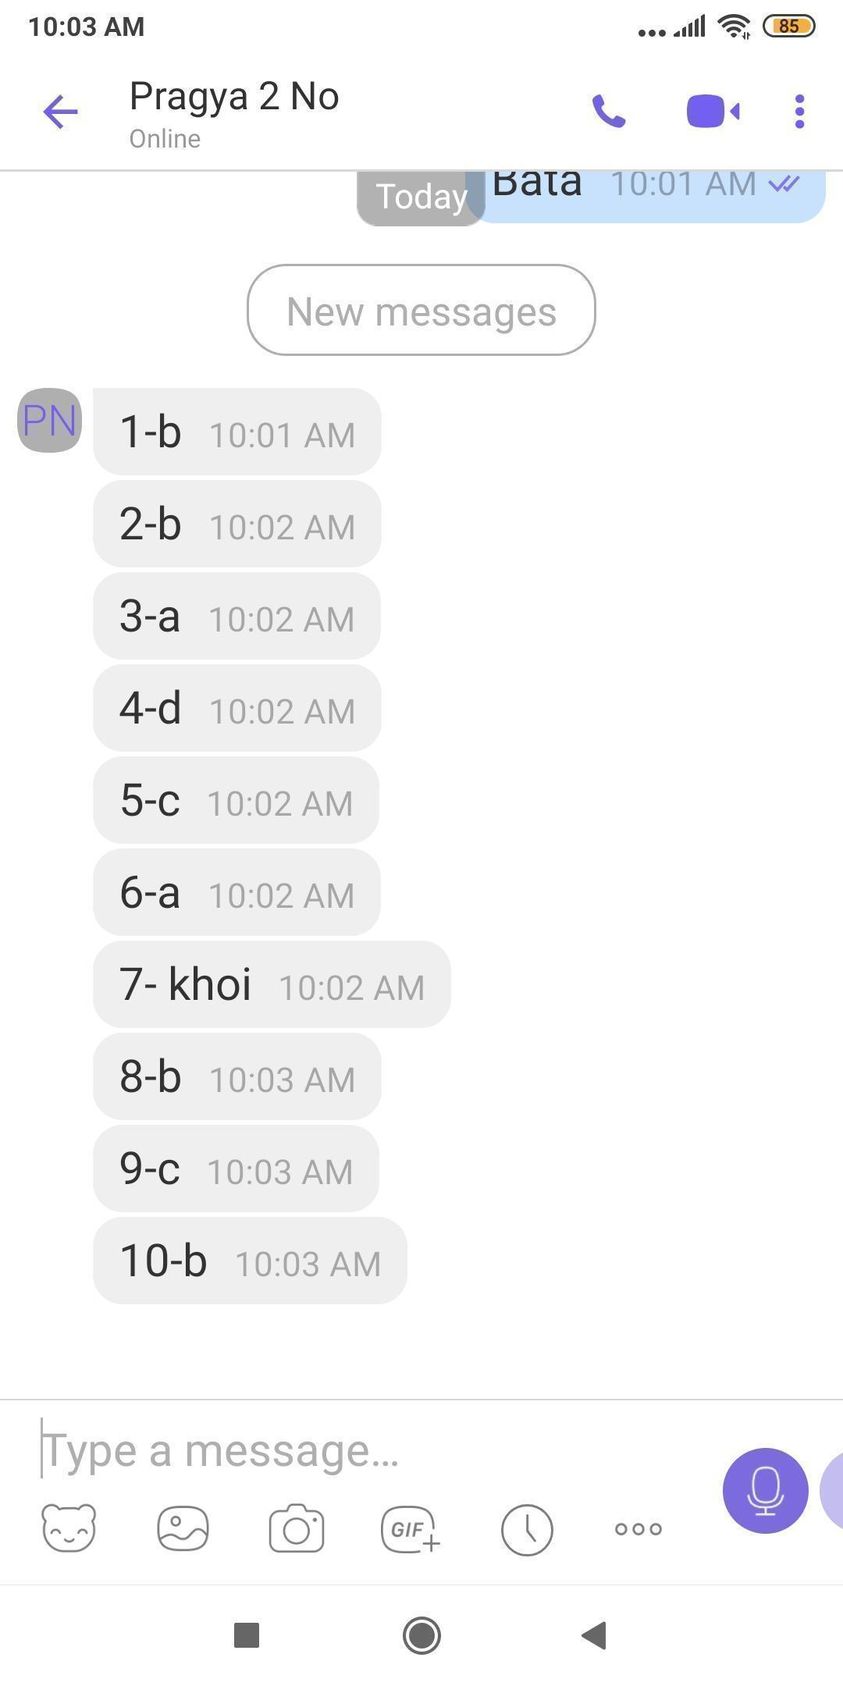 10:03 AM
85
Pragya 2 No
Online
Today
Bata 10:01 AM
New messages
PN
1-b 10:01 AM
2-b 10:02 AM
3-a 10:02 AM
4-d 10:02 AM
5-c 10:02 AM
6-a 10:02 AM
7- khoi 10:02 AM
8-b 10:03 AM
9-c 10:03 AM
10-b 10:03 AM
Type a message...
GIF